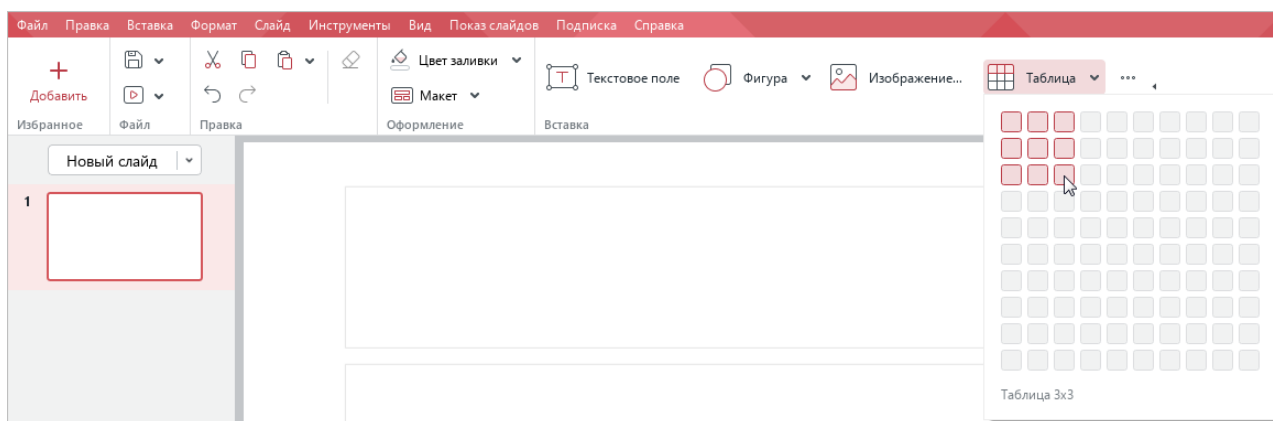 Файл Правка Вставка Формат Слайд Инструменты Вид Показ слайдов Подписка Справка
Цвет заливки
Текстовое поле Фигура Изображение... Таблица
Добавить Макет
Избранное Файл Правка Оформление Вставка
Новый слайд
1
Таблица 3x3